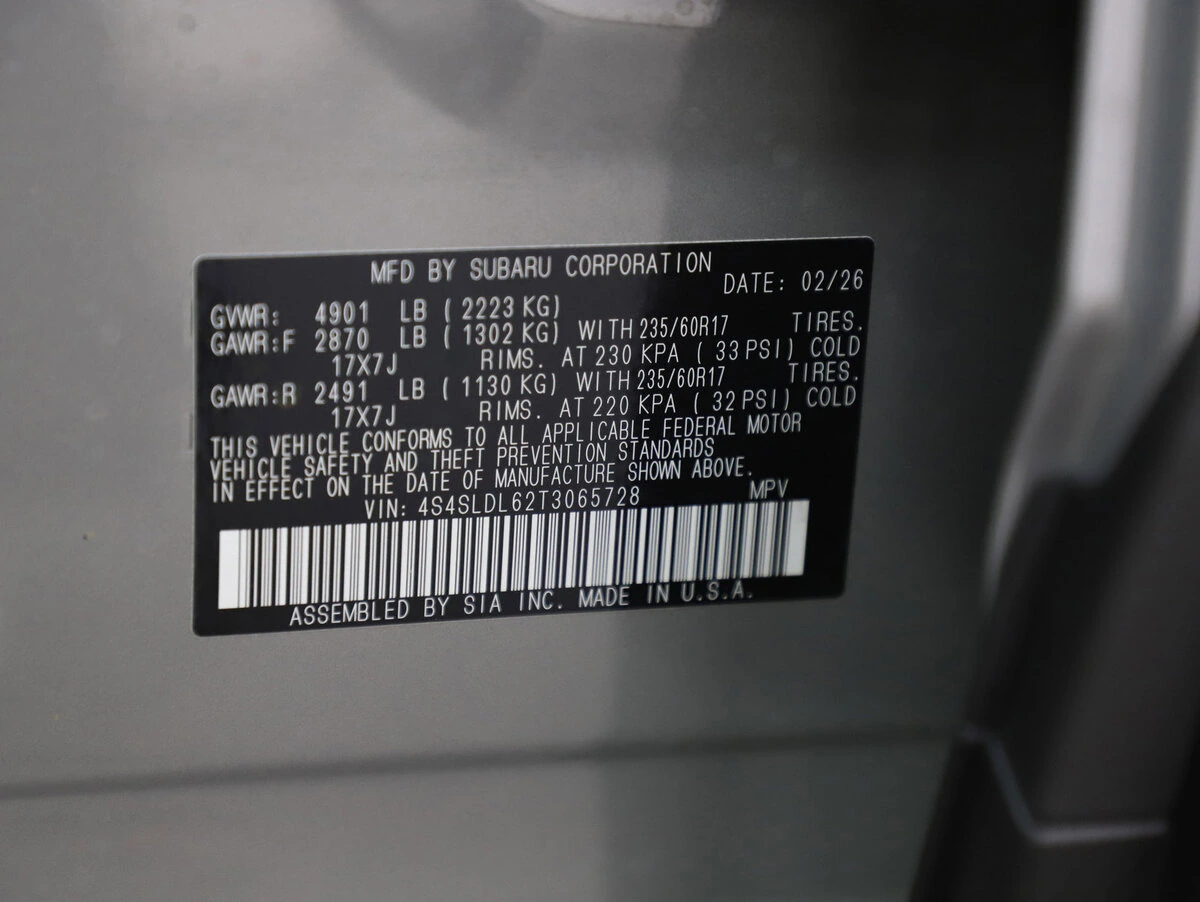 MFD BY SUBARU CORPORATION
DATE: 02/26
GVWR: 4901 LB ( 2223 KG)
GAWR:F 2870 LB ( 1302 KG) WITH 235/60R17 TIRES.
17X7J RIMS. AT 230 KPA ( 33 PSI) COLD
GAWR:R 2491 LB ( 1130 KG) WITH 235/60R17 TIRES.
17X7J RIMS. AT 220 KPA ( 32 PSI) COLD
THIS VEHICLE CONFORMS TO ALL APPLICABLE FEDERAL MOTOR
VEHICLE SAFETY AND THEFT PREVENTION STANDARDS
IN EFFECT ON THE DATE OF MANUFACTURE SHOWN ABOVE.
VIN: 4S4SLDL62T3065728 MPV
ASSEMBLED BY SIA INC. MADE IN U.S.A.